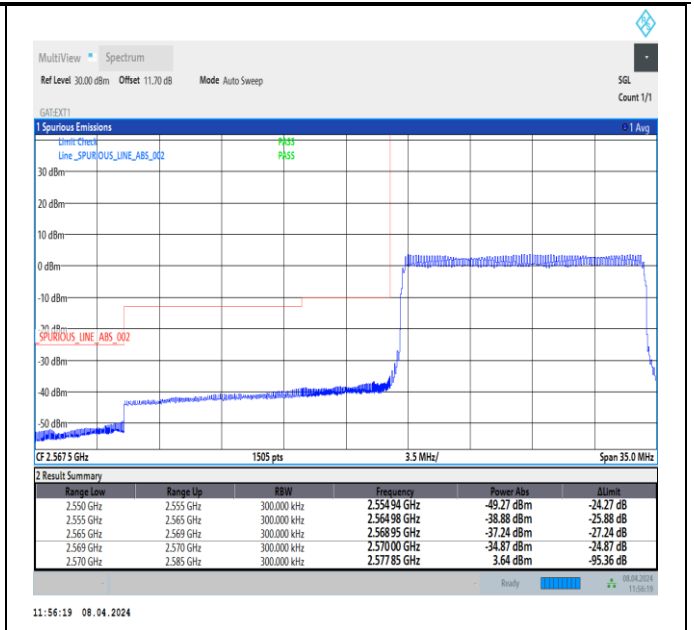 MultiView Spectrum
Ref Level 30.00 dBm Offset 11.70 dB Mode Auto Sweep SGL
Count 1/1
GAT:EXT1
1 Spurious Emissions 1 Avg
Limit Check PASS
Line _SPURIOUS_LINE_ABS_002 PASS
30 dBm
20 dBm
10 dBm
0 dBm
-10 dBm
-20 dBm
_SPURIOUS_LINE_ABS_002
-30 dBm
-40 dBm
-50 dBm
CF 2.567 5 GHz 1505 pts 3.5 MHz/ Span 35.0 MHz
2 Result Summary
Range Low Range Up RBW Frequency Power Abs ΔLimit
2.550 GHz 2.555 GHz 300.000 kHz 2.554 94 GHz -49.27 dBm -24.27 dB
2.555 GHz 2.565 GHz 300.000 kHz 2.564 98 GHz -38.88 dBm -25.88 dB
2.565 GHz 2.569 GHz 300.000 kHz 2.568 95 GHz -37.24 dBm -27.24 dB
2.569 GHz 2.570 GHz 300.000 kHz 2.570 00 GHz -34.87 dBm -24.87 dB
2.570 GHz 2.585 GHz 300.000 kHz 2.577 85 GHz 3.64 dBm -95.36 dB
Ready 08.04.2024
11:56:19
11:56:19 08.04.2024